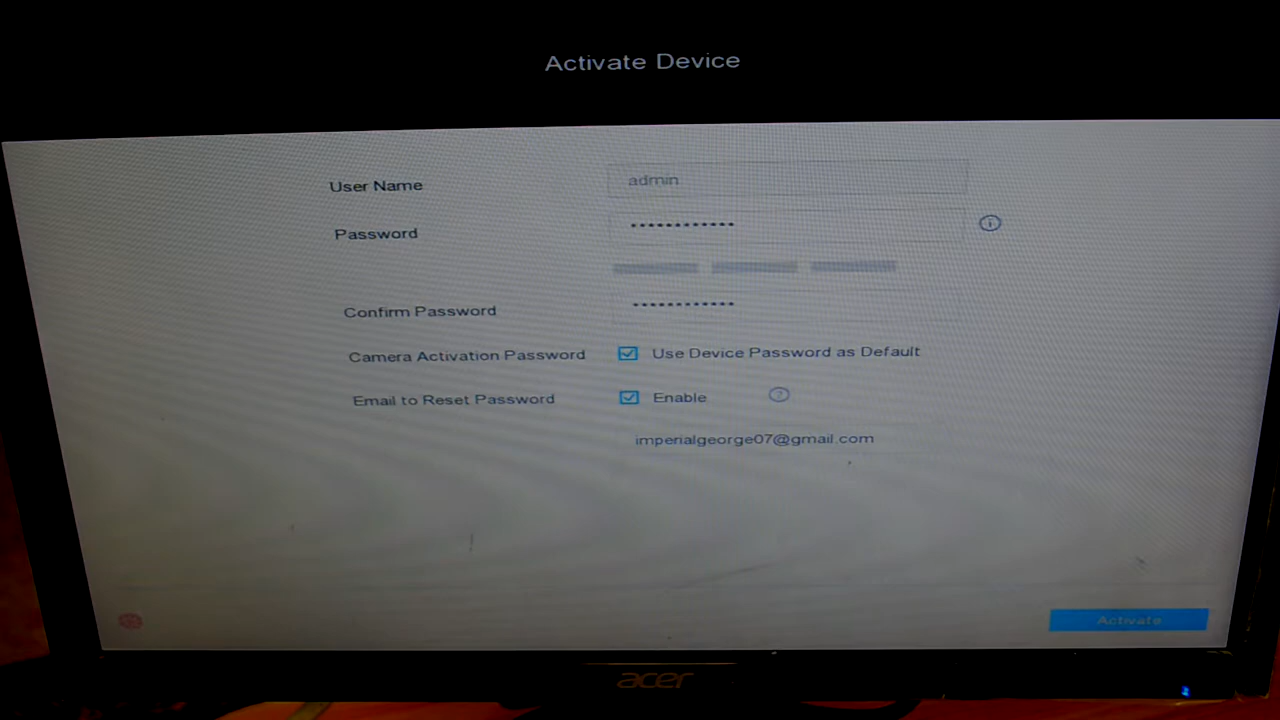 Activate Device
User Name admin
Password ••••••••••••
Confirm Password ••••••••••••
Camera Activation Password Use Device Password as Default
Email to Reset Password Enable
imperialgeorge07@gmail.com
Activate
acer